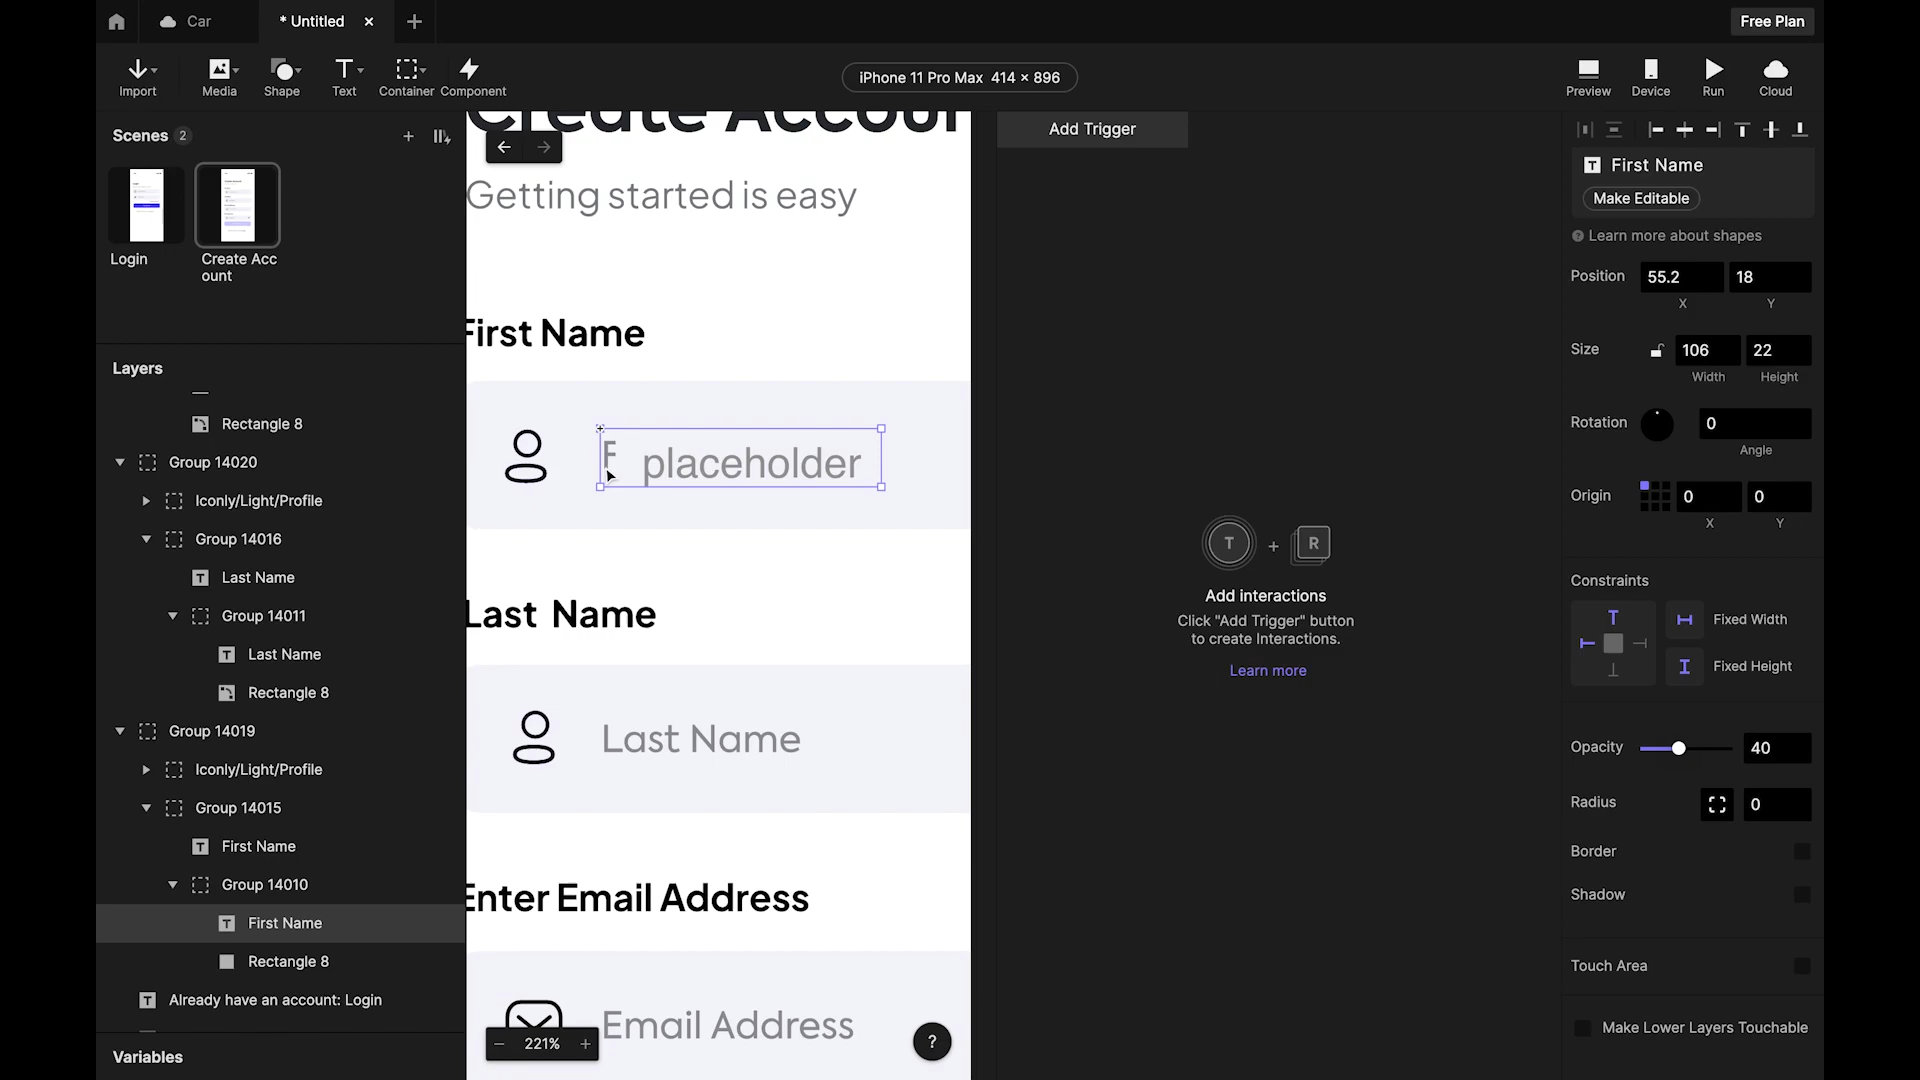 Car
* Untitled
Free Plan
Import
Media
Shape
Text
Container
Component
iPhone 11 Pro Max 414 × 896
Preview
Device
Run
Cloud
Scenes 2
Login
Create Acc
ount
Layers
Rectangle 8
Group 14020
Iconly/Light/Profile
Group 14016
Last Name
Group 14011
Last Name
Rectangle 8
Group 14019
Iconly/Light/Profile
Group 14015
First Name
Group 14010
First Name
Rectangle 8
Already have an account: Login
Variables
Create Accoun
Getting started is easy
First Name
F placeholder
Last Name
Last Name
Enter Email Address
Email Address
221%
?
Add Trigger
T + R
Add interactions
Click "Add Trigger" button
to create Interactions.
Learn more
T First Name
Make Editable
Learn more about shapes
Position 55.2 18
X Y
Size 106 22
Width Height
Rotation 0
Angle
Origin 0 0
X Y
Constraints
Fixed Width
Fixed Height
Opacity 40
Radius 0
Border
Shadow
Touch Area
Make Lower Layers Touchable